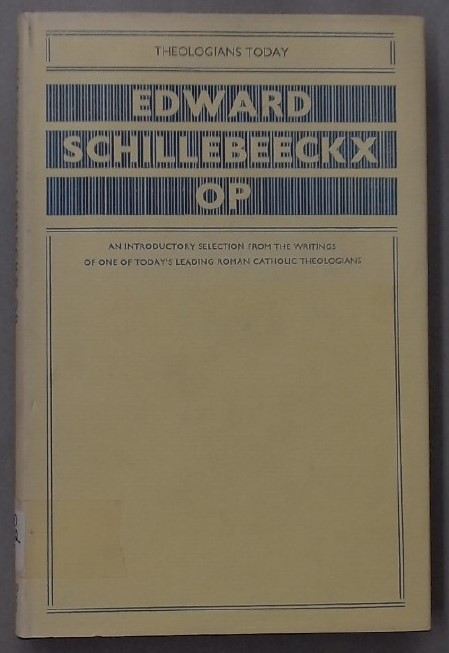 THEOLOGIANS TODAY
EDWARD
SCHILLEBEECKX
OP
AN INTRODUCTORY SELECTION FROM THE WRITINGS
OF ONE OF TODAY'S LEADING ROMAN CATHOLIC THEOLOGIANS